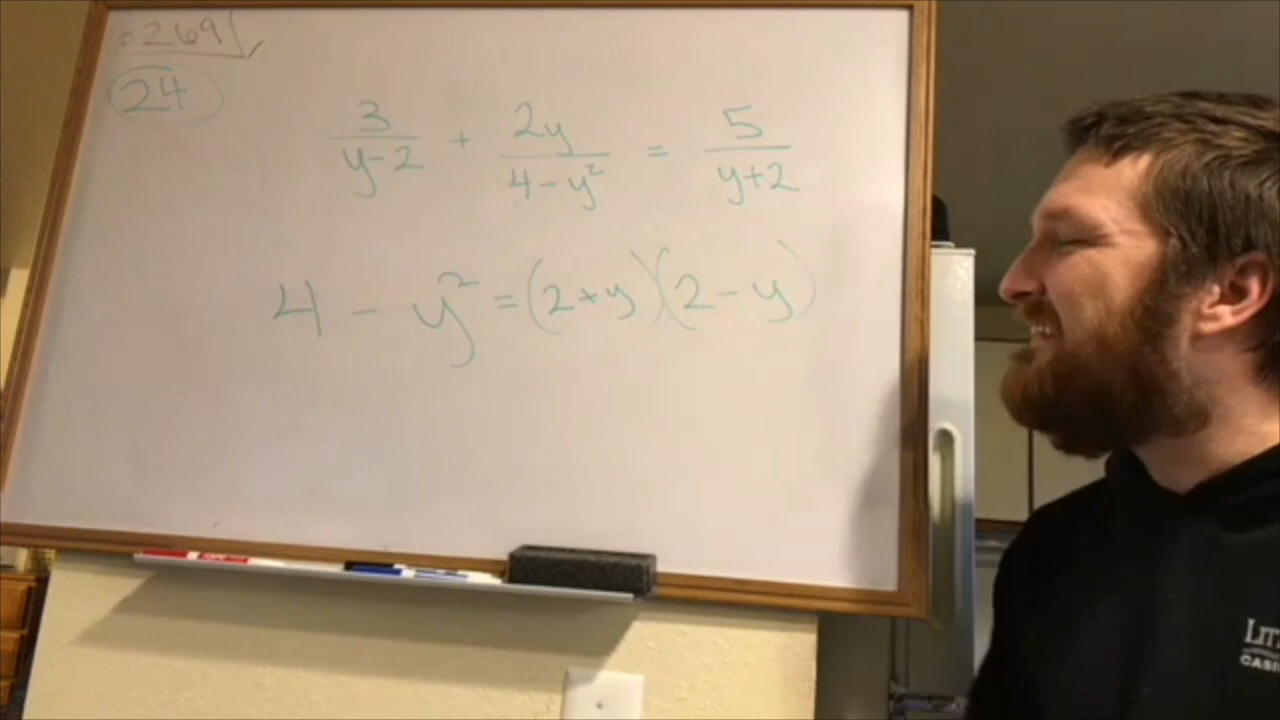 269
24
3/(y-2) + 2y/(4-y²) = 5/(y+2)
4 - y² = (2+y)(2-y)